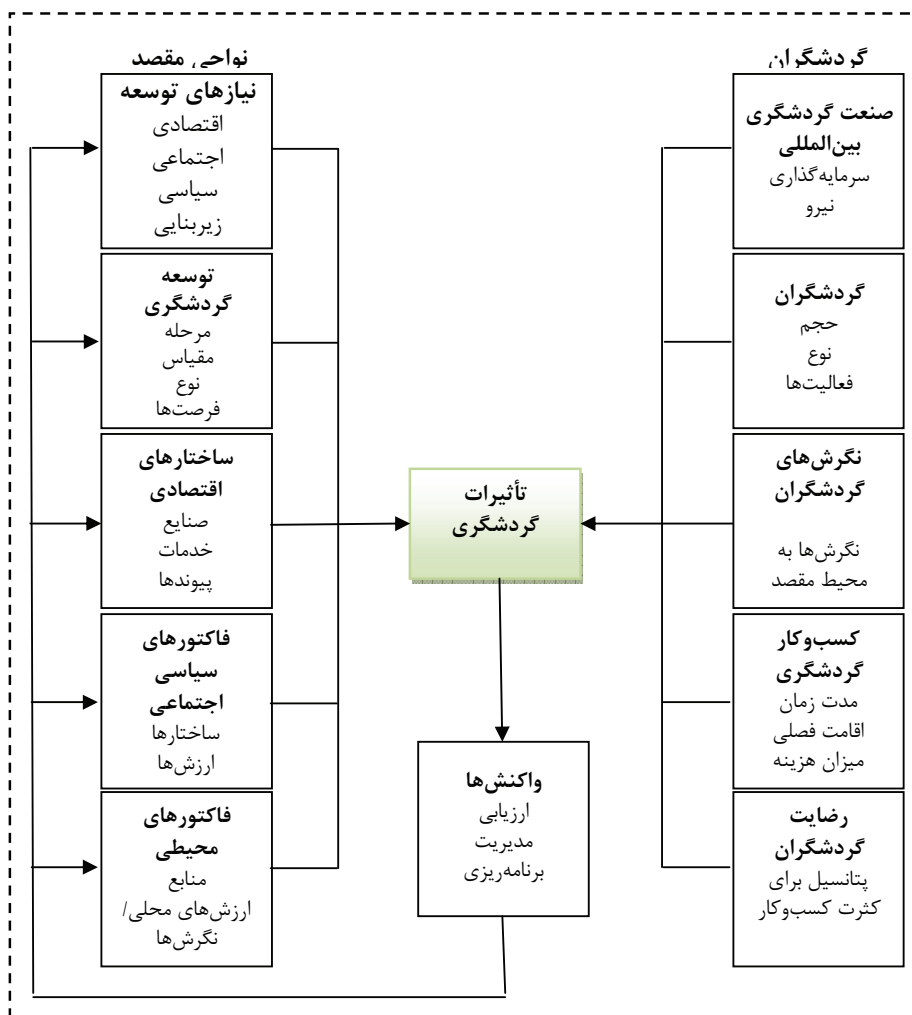 گردشگران
صنعت گردشگری
بین‌المللی
سرمایه‌گذاری
نیرو
گردشگران
حجم
نوع
فعالیت‌ها
نگرش‌های
گردشگران
نگرش‌ها به
محیط مقصد
کسب‌وکار
گردشگری
مدت زمان
اقامت فصلی
میزان هزینه
رضایت
گردشگران
پتانسیل برای
کثرت کسب‌وکار
تأثیرات
گردشگری
واکنش‌ها
ارزیابی
مدیریت
برنامه‌ریزی
نواحی مقصد
نیازهای توسعه
اقتصادی
اجتماعی
سیاسی
زیربنایی
توسعه
گردشگری
مرحله
مقیاس
نوع
فرصت‌ها
ساختارهای
اقتصادی
صنایع
خدمات
پیوندها
فاکتورهای
سیاسی
اجتماعی
ساختارها
ارزش‌ها
فاکتورهای
محیطی
منابع
ارزش‌های محلی/
نگرش‌ها